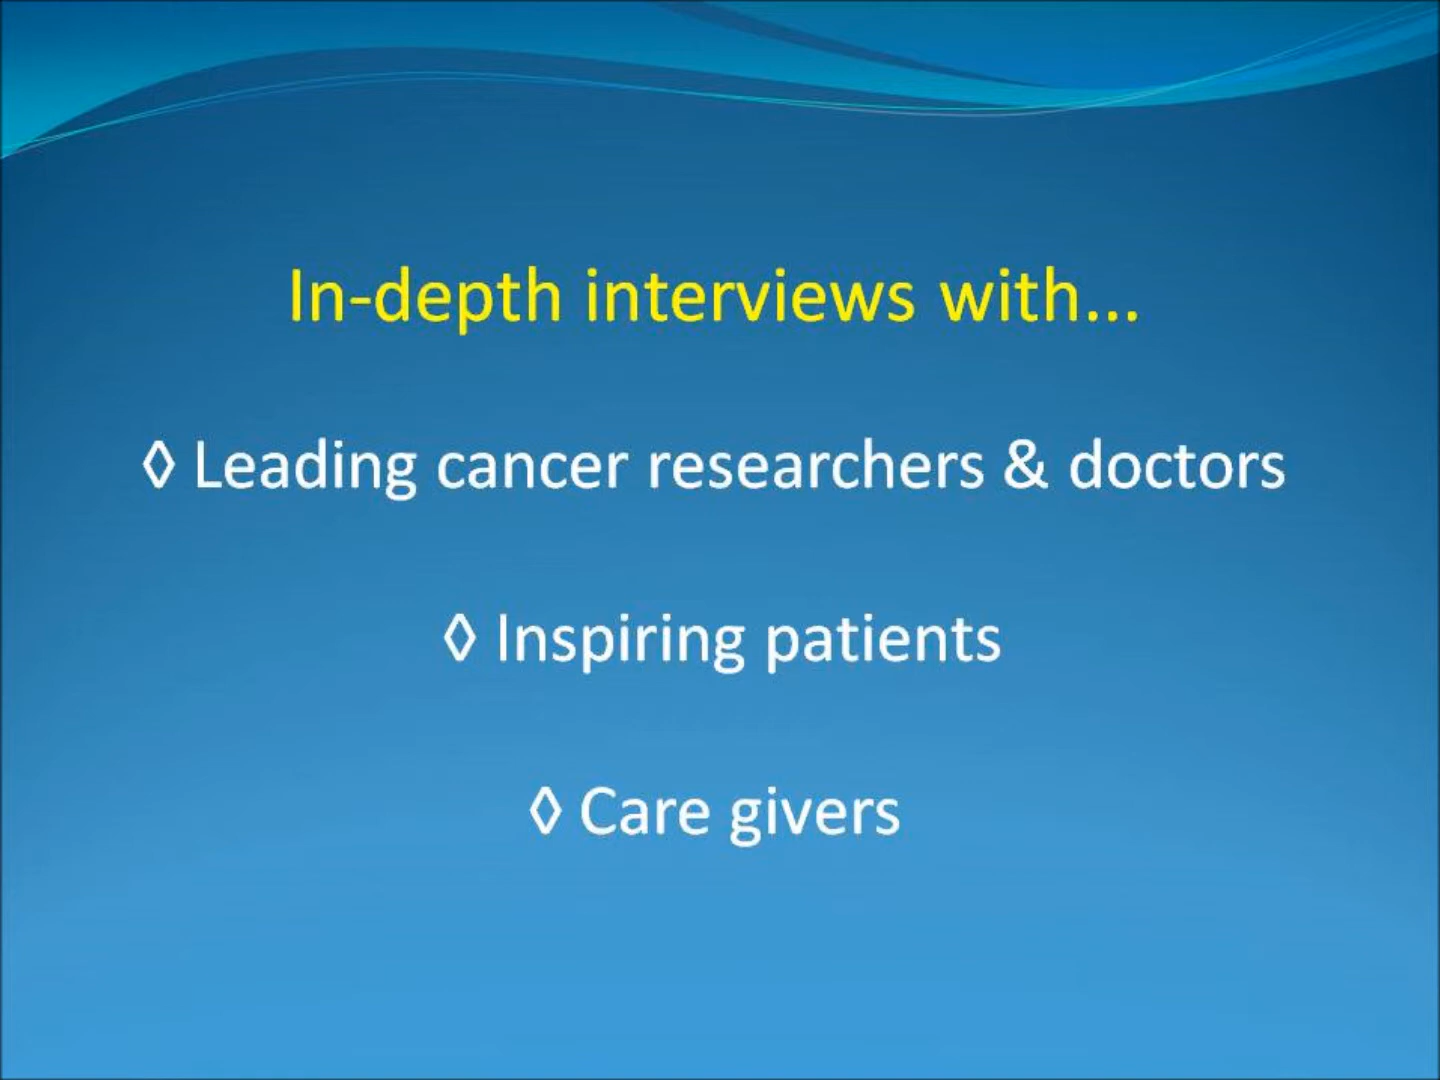 In-depth interviews with...
◊ Leading cancer researchers & doctors
◊ Inspiring patients
◊ Care givers